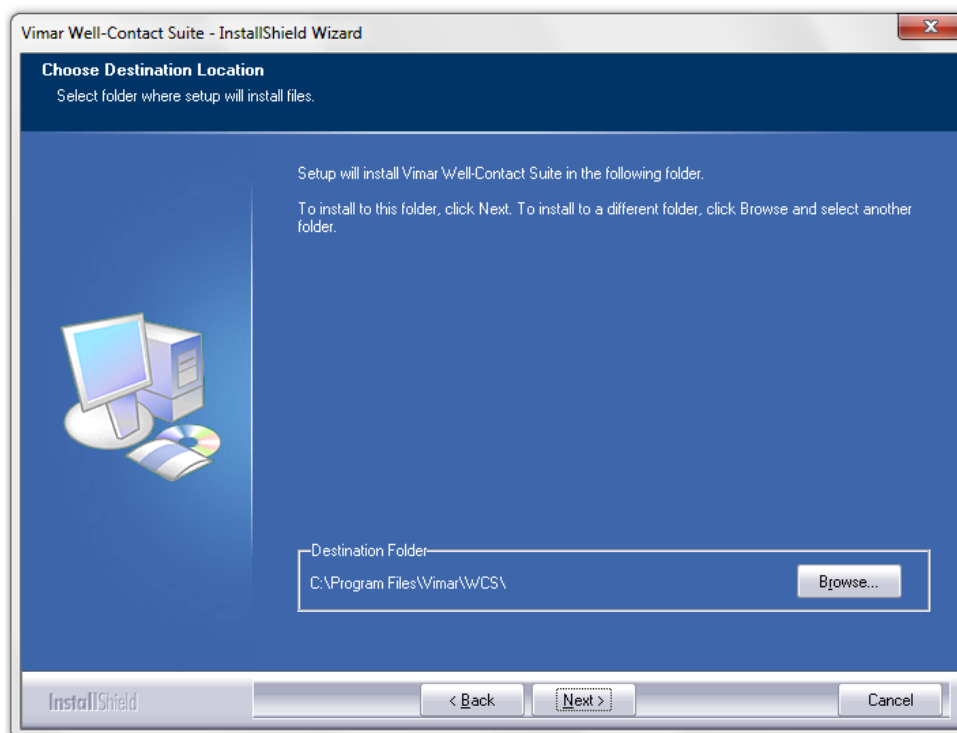 Vimar Well-Contact Suite - InstallShield Wizard
Choose Destination Location
Select folder where setup will install files.
Setup will install Vimar Well-Contact Suite in the following folder.
To install to this folder, click Next. To install to a different folder, click Browse and select another
folder.
Destination Folder
C:\Program Files\Vimar\WCS\
Browse...
InstallShield
< Back
Next >
Cancel